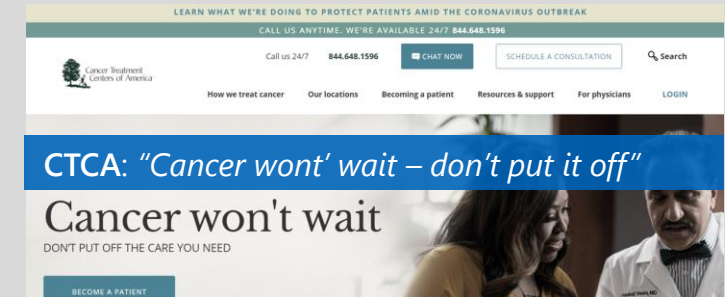 LEARN WHAT WE'RE DOING TO PROTECT PATIENTS AMID THE CORONAVIRUS OUTBREAK
CALL US ANYTIME. WE'RE AVAILABLE 24/7 844.648.1596
Cancer Treatment
Centers of America
Call us 24/7 844.648.1596 CHAT NOW SCHEDULE A CONSULTATION Search
How we treat cancer Our locations Becoming a patient Resources & support For physicians LOGIN
CTCA: “Cancer wont’ wait – don’t put it off”
Cancer won't wait
DON'T PUT OFF THE CARE YOU NEED
BECOME A PATIENT